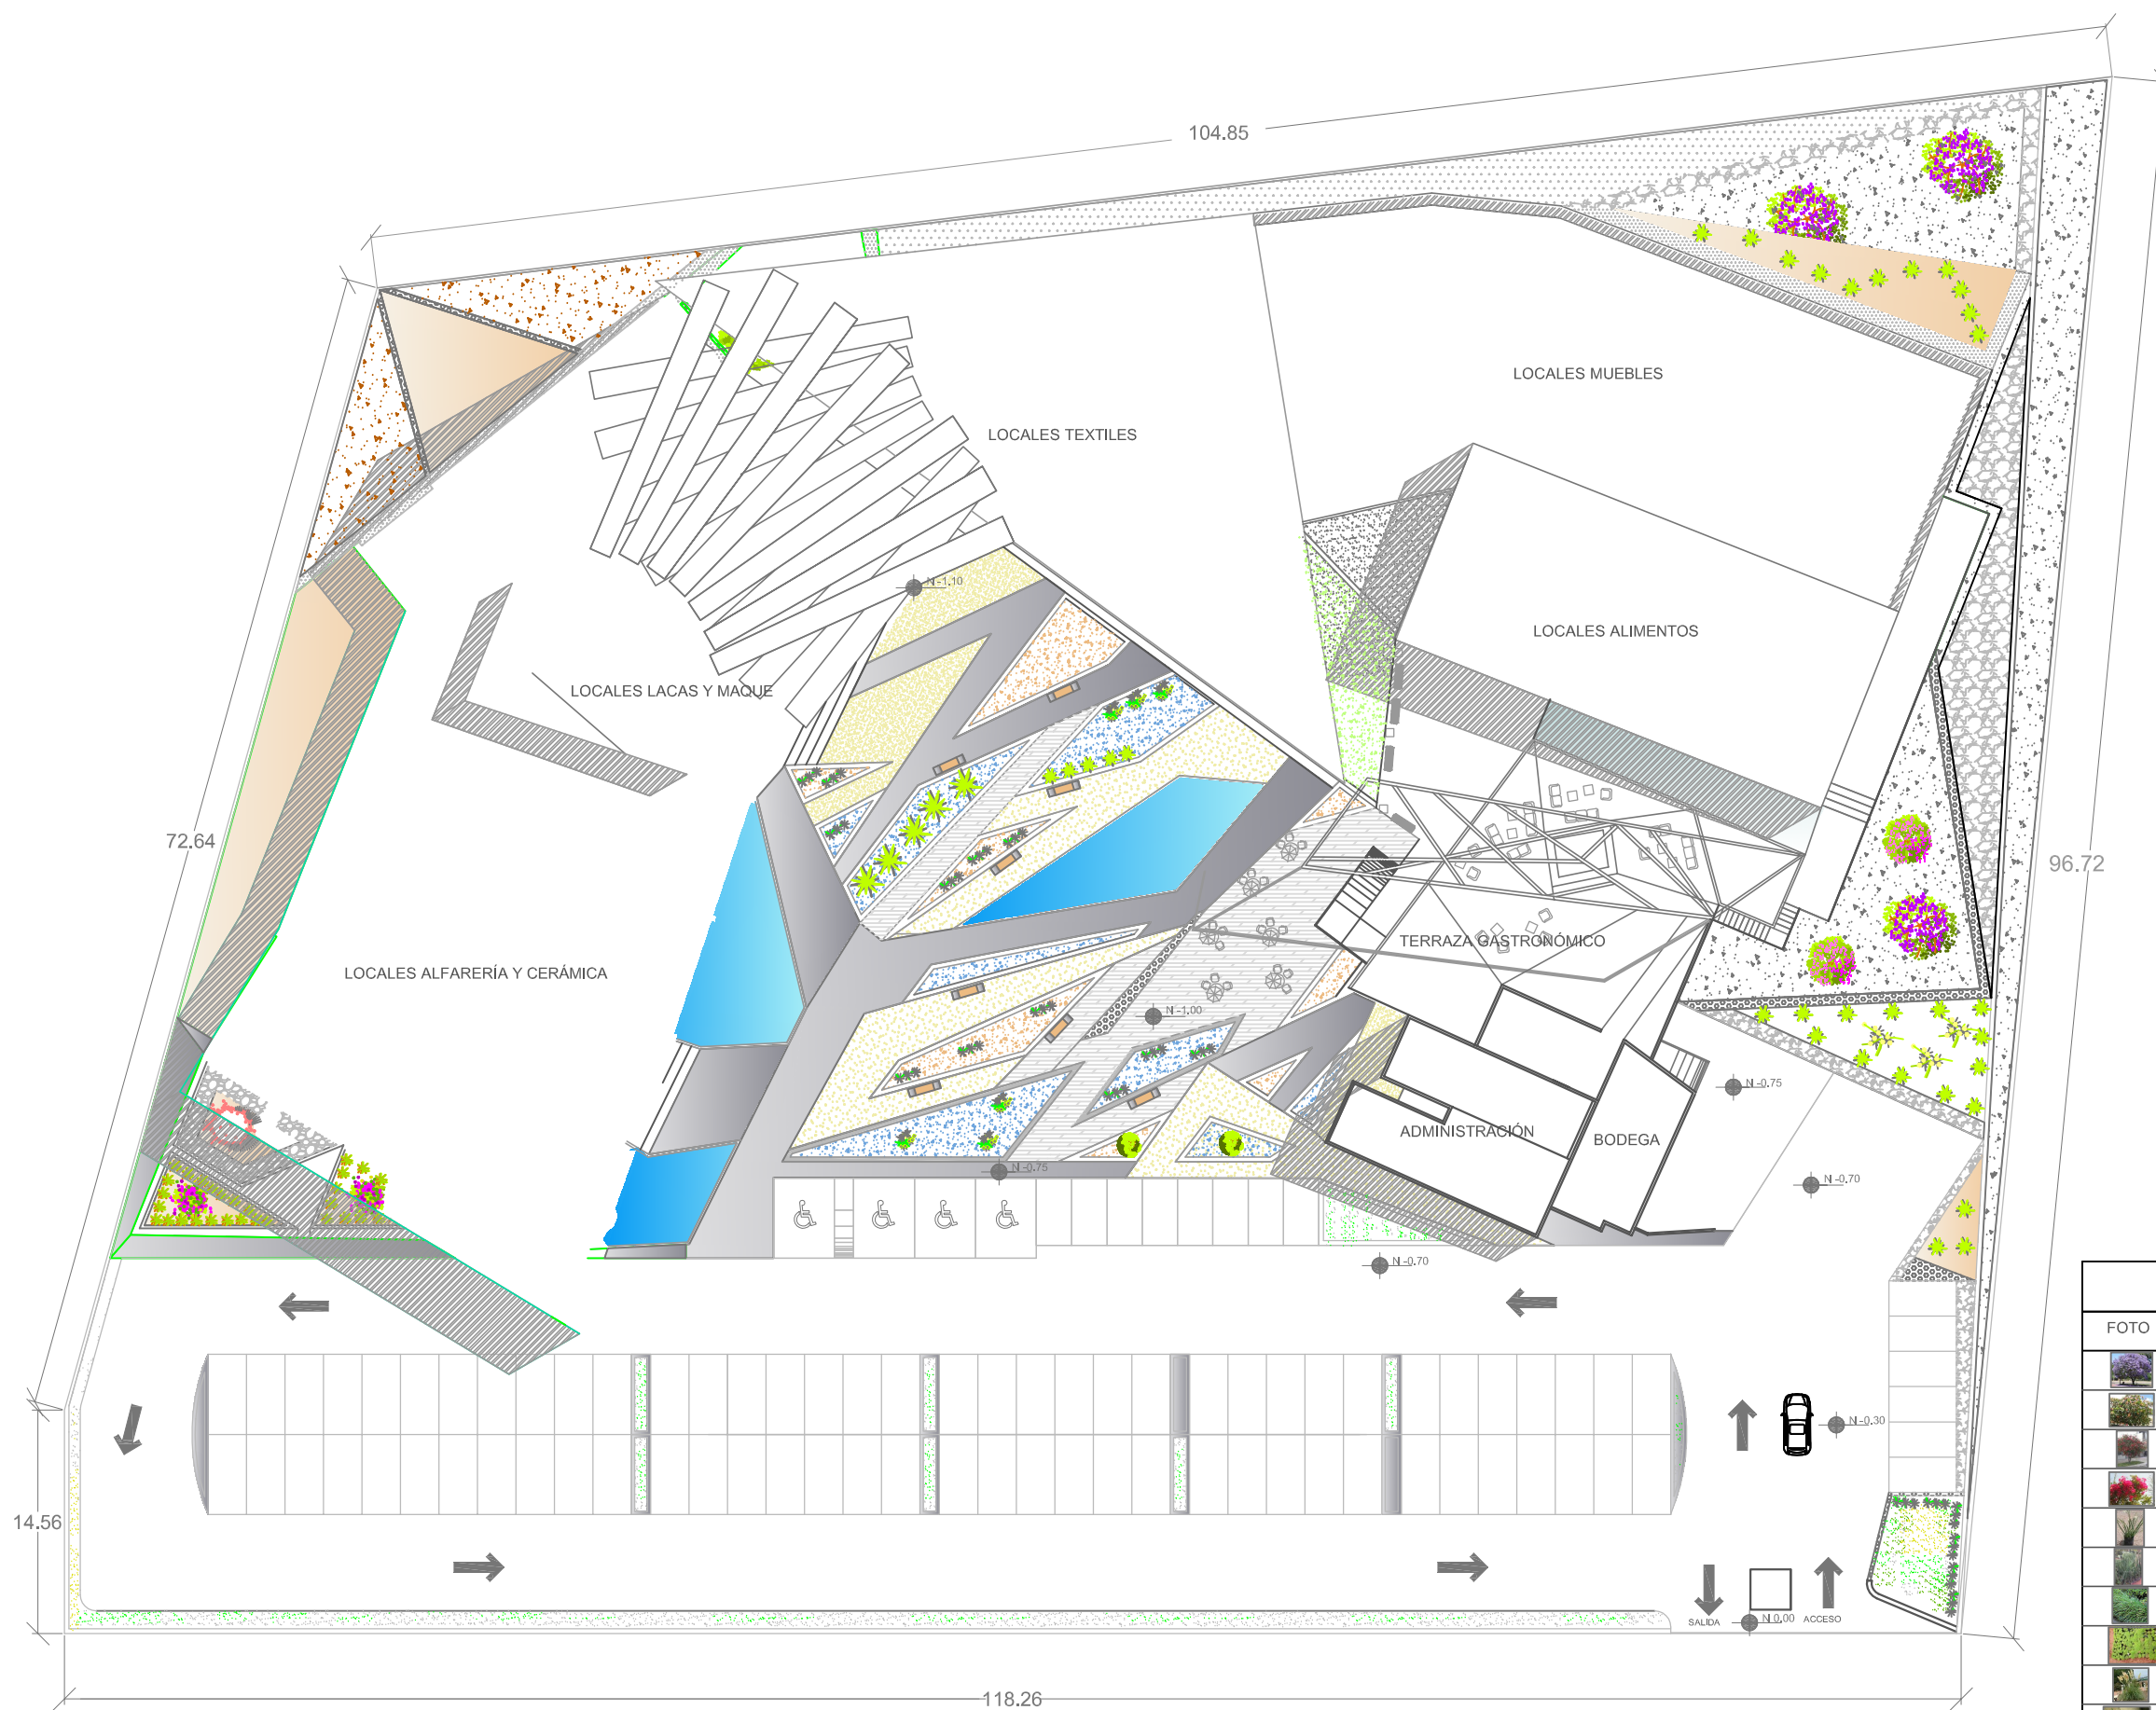 104.85
LOCALES MUEBLES
LOCALES TEXTILES
N -1.10
LOCALES ALIMENTOS
LOCALES LACAS Y MAQUE
72.64
96.72
TERRAZA GASTRONÓMICO
LOCALES ALFARERÍA Y CERÁMICA
N -1.00
N -0.75
ADMINISTRACIÓN
BODEGA
N -0.75
N -0.70
N -0.70
FOTO
N -0.30
14.56
SALIDA
N 0.00
ACCESO
118.26